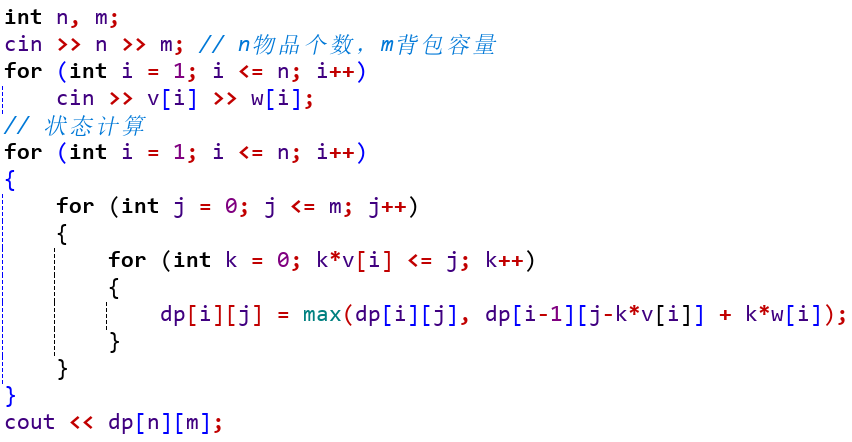 int n, m;
cin >> n >> m; // n物品个数，m背包容量
for (int i = 1; i <= n; i++)
    cin >> v[i] >> w[i];
// 状态计算
for (int i = 1; i <= n; i++)
{
    for (int j = 0; j <= m; j++)
    {
        for (int k = 0; k*v[i] <= j; k++)
        {
            dp[i][j] = max(dp[i][j], dp[i-1][j-k*v[i]] + k*w[i]);
        }
    }
}
cout << dp[n][m];